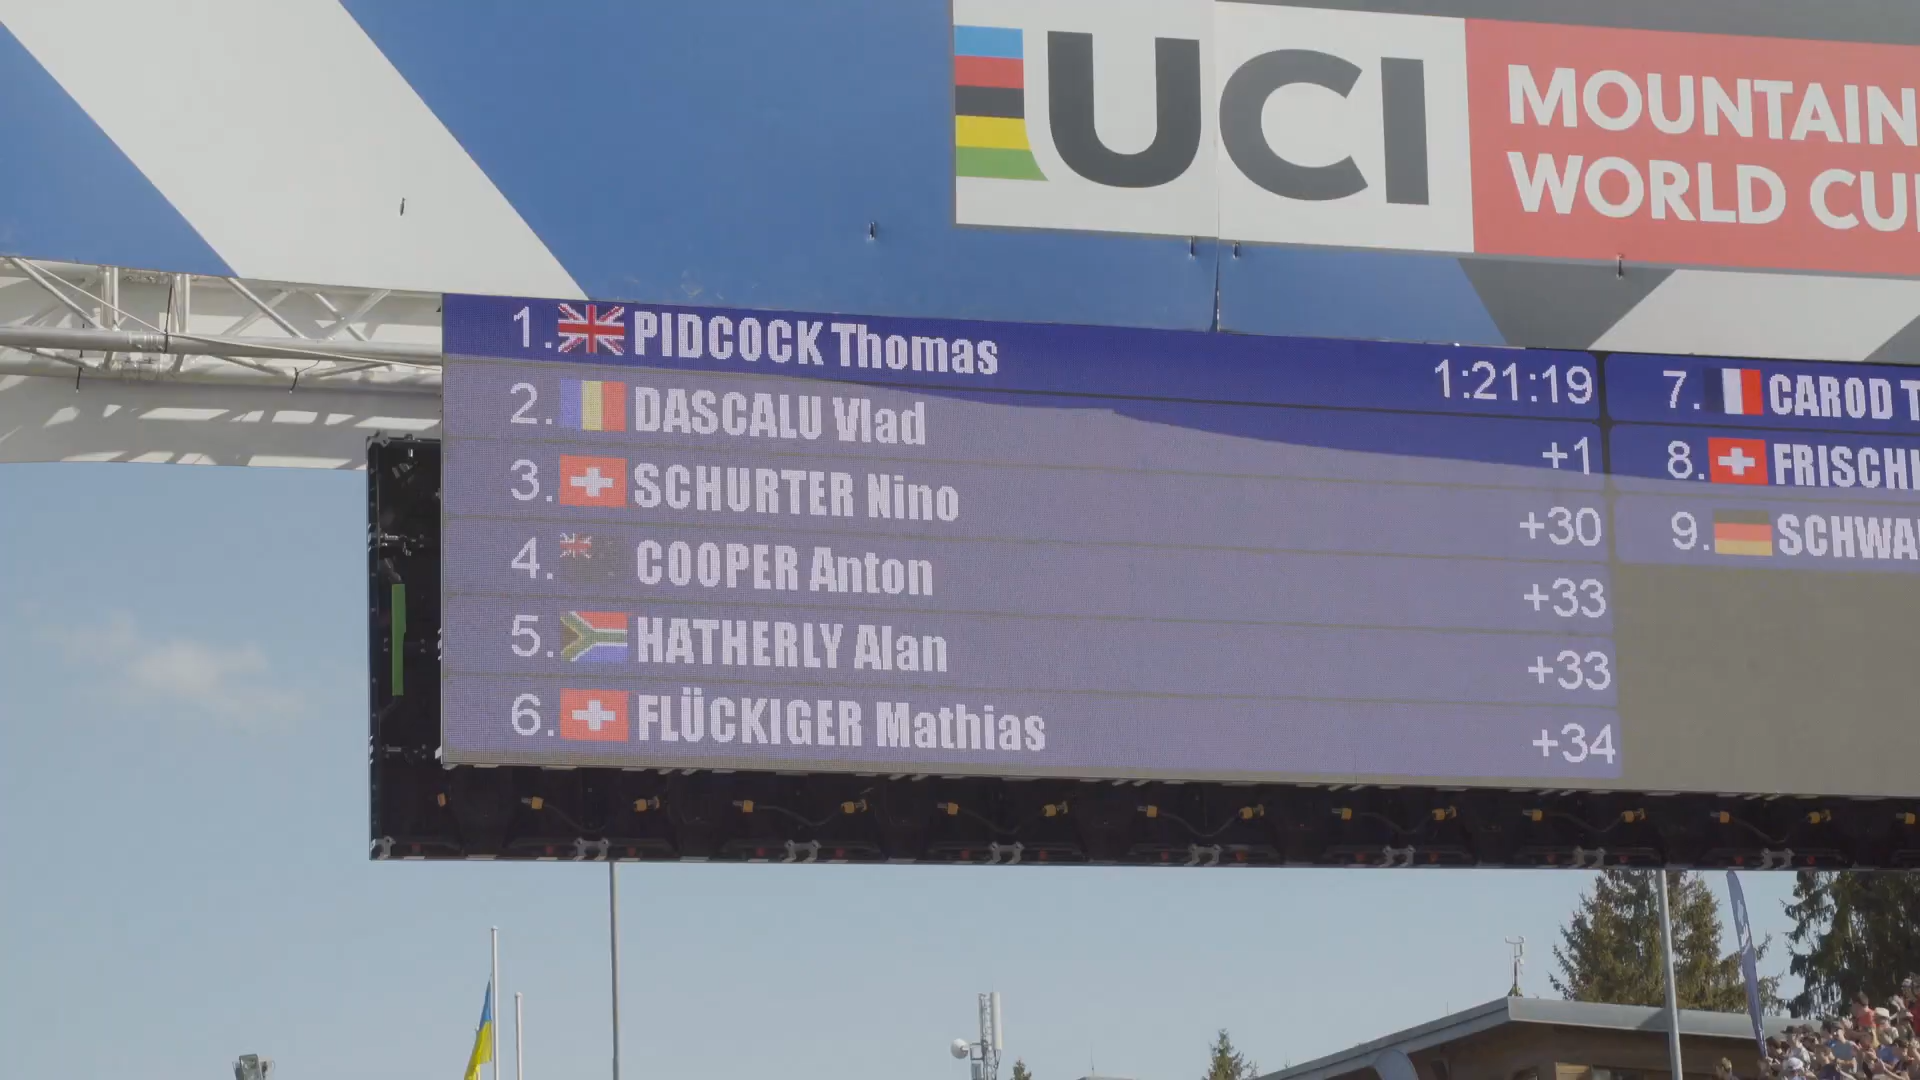 UCI
MOUNTAIN
WORLD CUP
1. PIDCOCK Thomas 1:21:19
2. DASCALU Vlad +1
3. SCHURTER Nino +30
4. COOPER Anton +33
5. HATHERLY Alan +33
6. FLÜCKIGER Mathias +34
7. CAROD T
8. FRISCH
9. SCHWA